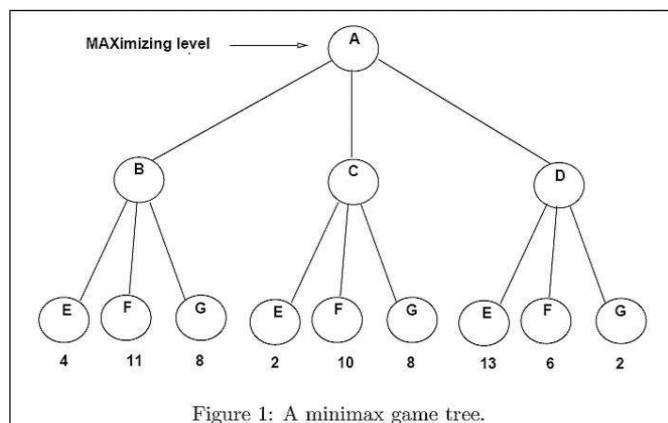 MAXimizing level
A
B C D
E F G E F G E F G
4 11 8 2 10 8 13 6 2
Figure 1: A minimax game tree.